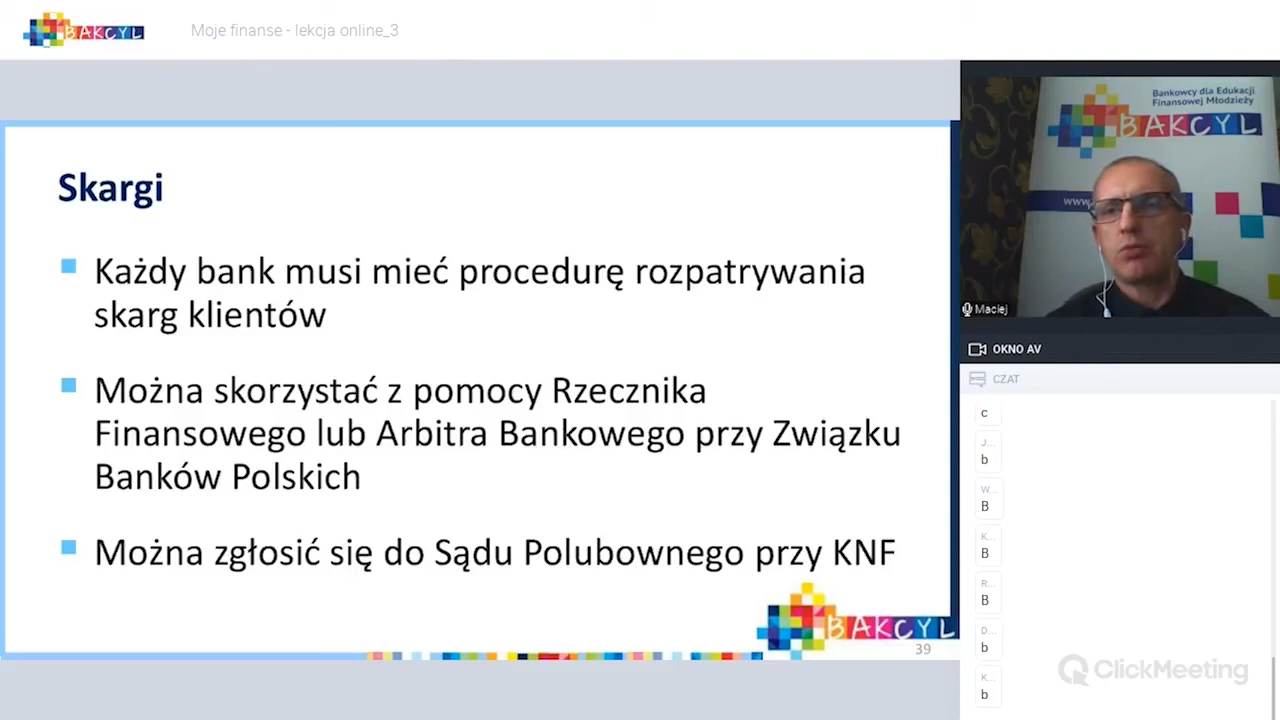 BAKCYL
Moje finanse - lekcja online_3
Skargi
Każdy bank musi mieć procedurę rozpatrywania
skarg klientów
Można skorzystać z pomocy Rzecznika
Finansowego lub Arbitra Bankowego przy Związku
Banków Polskich
Można zgłosić się do Sądu Polubownego przy KNF
BAKCYL
39
Bankowcy dla Edukacji
Finansowej Młodzieży
BAKCYL
www.
Maciej
OKNO AV
CZAT
c
J...
b
W...
B
K...
B
R...
B
D...
b
K...
b
ClickMeeting